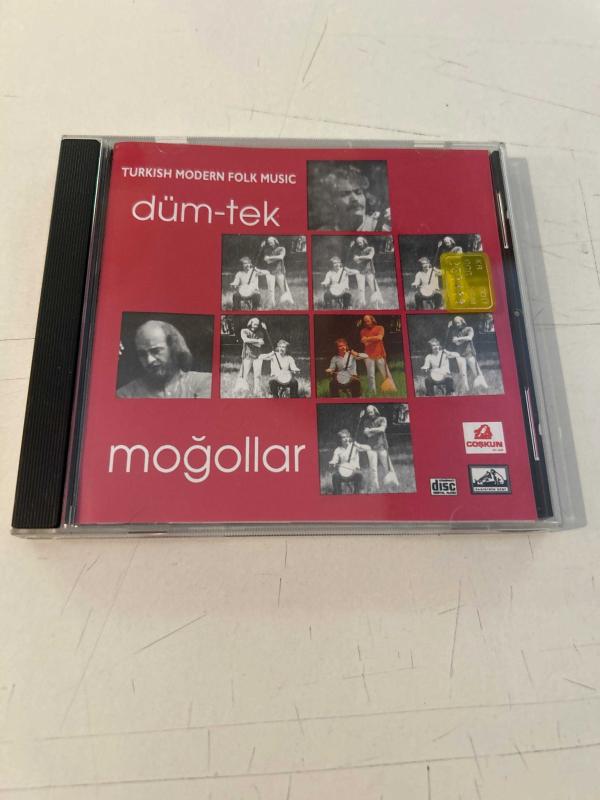 TURKISH MODERN FOLK MUSIC
düm-tek
moğollar
COŞKUN
disc